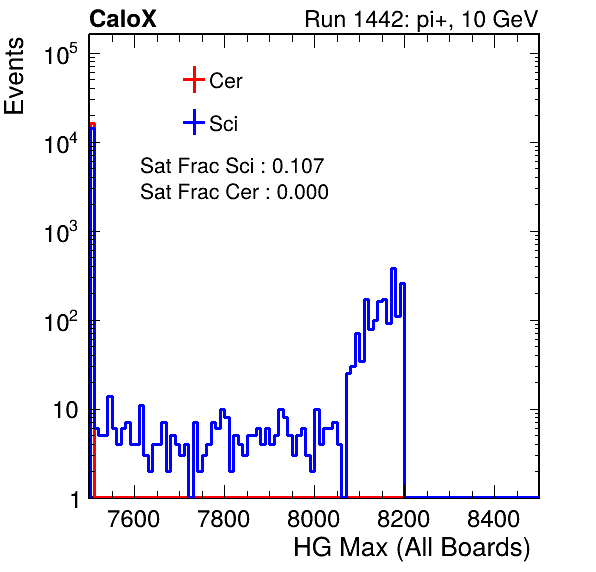 CaloX Run 1442: pi+, 10 GeV
Events
Cer
Sci
Sat Frac Sci : 0.107
Sat Frac Cer : 0.000
10^5
10^4
10^3
10^2
10
1
7600 7800 8000 8200 8400
HG Max (All Boards)